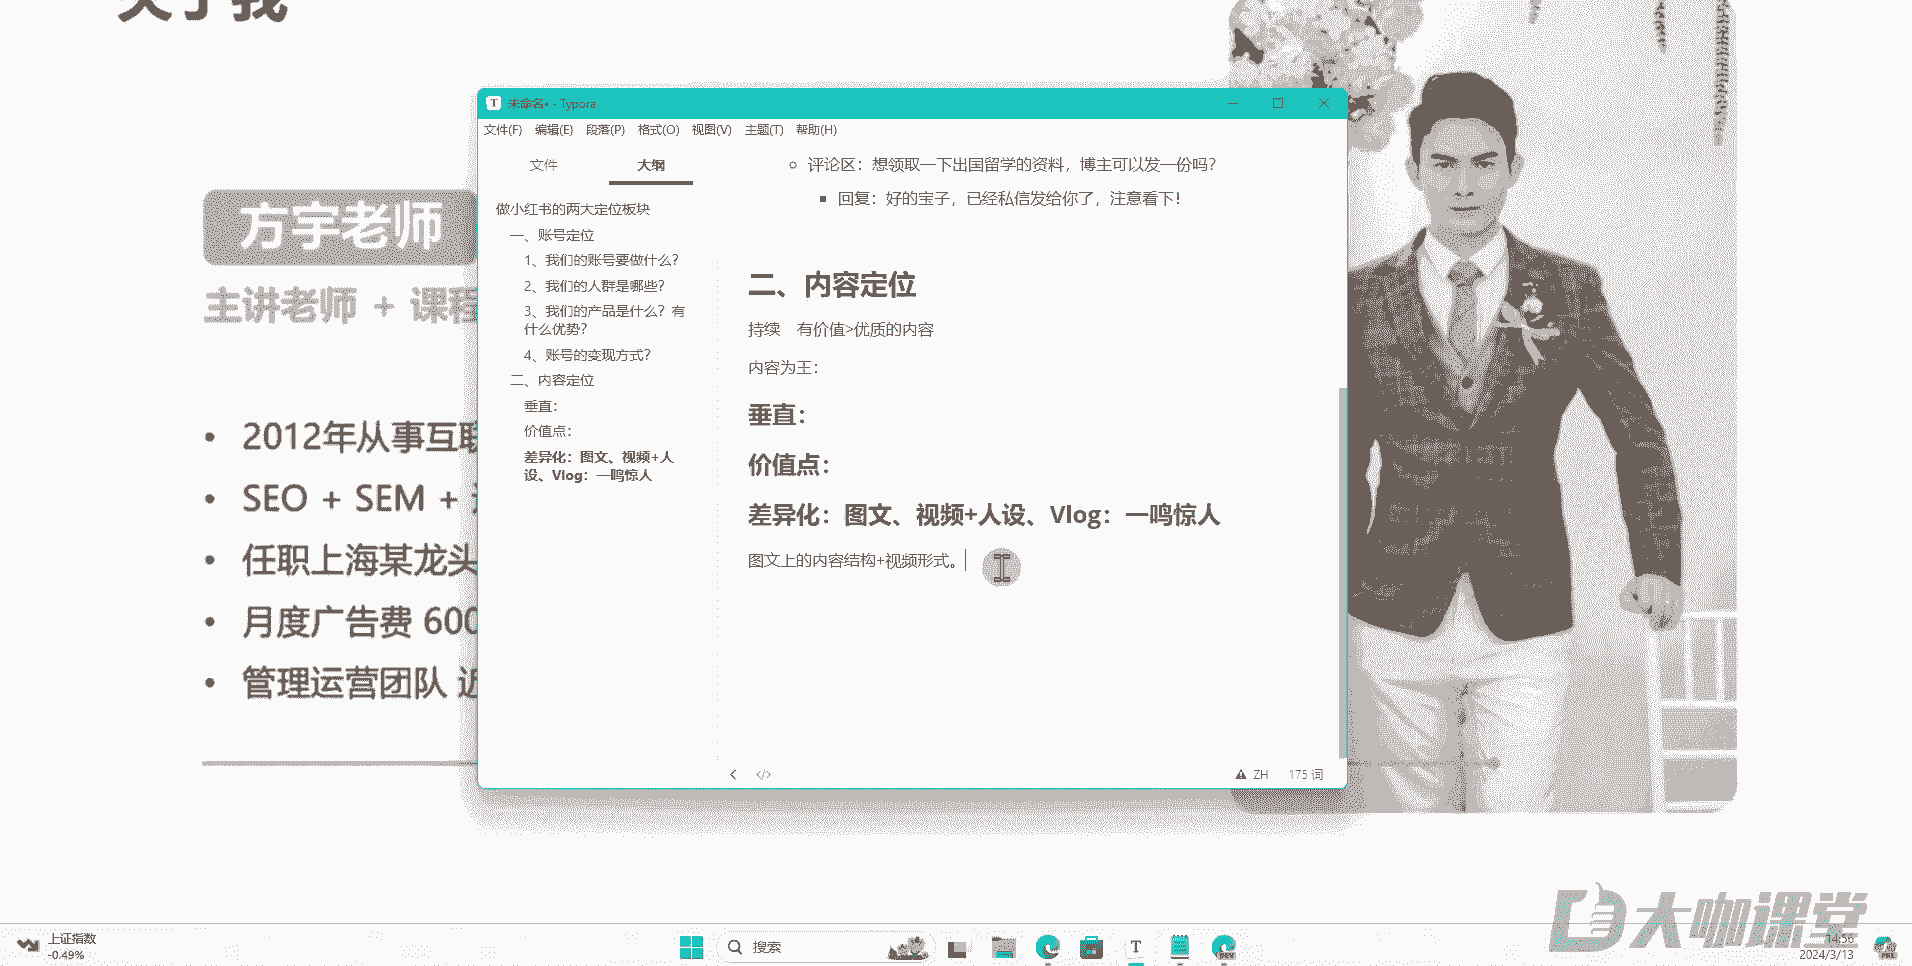 关于我
方宇老师
主讲老师 + 课程
2012年从事互联
SEO + SEM +
任职上海某龙头
月度广告费 600
管理运营团队 近
未命名• - Typora
文件(F) 编辑(E) 段落(P) 格式(O) 视图(V) 主题(T) 帮助(H)
文件 大纲
做小红书的两大定位板块
一、账号定位
1、我们的账号要做什么?
2、我们的人群是哪些?
3、我们的产品是什么? 有
什么优势?
4、账号的变现方式?
二、内容定位
垂直:
价值点:
差异化: 图文、视频+人
设、Vlog: 一鸣惊人
评论区: 想领取一下出国留学的资料, 博主可以发一份吗?
回复: 好的宝子, 已经私信发给你了, 注意看下!
二、内容定位
持续 有价值>优质的内容
内容为王:
垂直:
价值点:
差异化: 图文、视频+人设、Vlog: 一鸣惊人
图文上的内容结构+视频形式。
ZH 175 词
大咖课堂
上证指数
-0.49%
搜索
T
DEV
14:56
2024/3/13
PRE